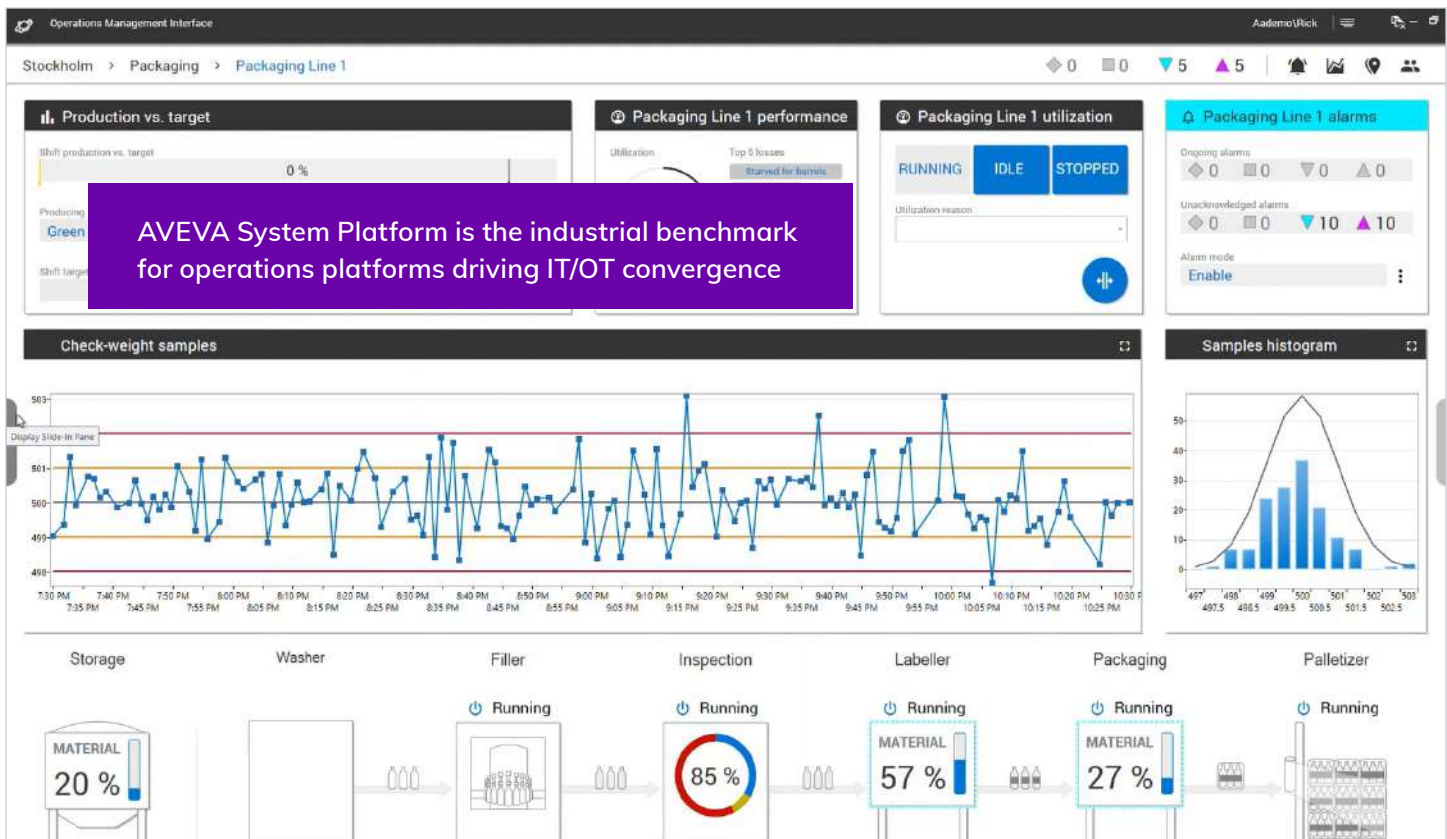 Operations Management Interface
Aademo\Rick
Stockholm > Packaging > Packaging Line 1
0 0 5 5
Production vs. target
Shift production vs. target
0 %
Producing
Green
Shift target
Packaging Line 1 performance
Utilization
Top 5 losses
Starved for barrels
Packaging Line 1 utilization
RUNNING IDLE STOPPED
Utilization reason
Packaging Line 1 alarms
Ongoing alarms
0 0 0 0
Unacknowledged alarms
0 0 10 10
Alarm mode
Enable
AVEVA System Platform is the industrial benchmark
for operations platforms driving IT/OT convergence
Check-weight samples
503
501
500
499
498
Display Slide-In Pane
7:30 PM 7:40 PM 7:50 PM 8:00 PM 8:10 PM 8:20 PM 8:30 PM 8:40 PM 8:50 PM 9:00 PM 9:10 PM 9:20 PM 9:30 PM 9:40 PM 9:50 PM 10:00 PM 10:10 PM 10:20 PM 10:30 P
7:35 PM 7:45 PM 7:55 PM 8:05 PM 8:15 PM 8:25 PM 8:35 PM 8:45 PM 8:55 PM 9:05 PM 9:15 PM 9:25 PM 9:35 PM 9:45 PM 9:55 PM 10:05 PM 10:15 PM 10:25 PM
Samples histogram
50
40
30
20
10
0
497 498 499 500 501 502 503
497.5 498.5 499.5 500.5 501.5 502.5
Storage
Washer
Filler
Inspection
Labeller
Packaging
Palletizer
Running
Running
Running
Running
Running
MATERIAL
20 %
85 %
MATERIAL
57 %
MATERIAL
27 %